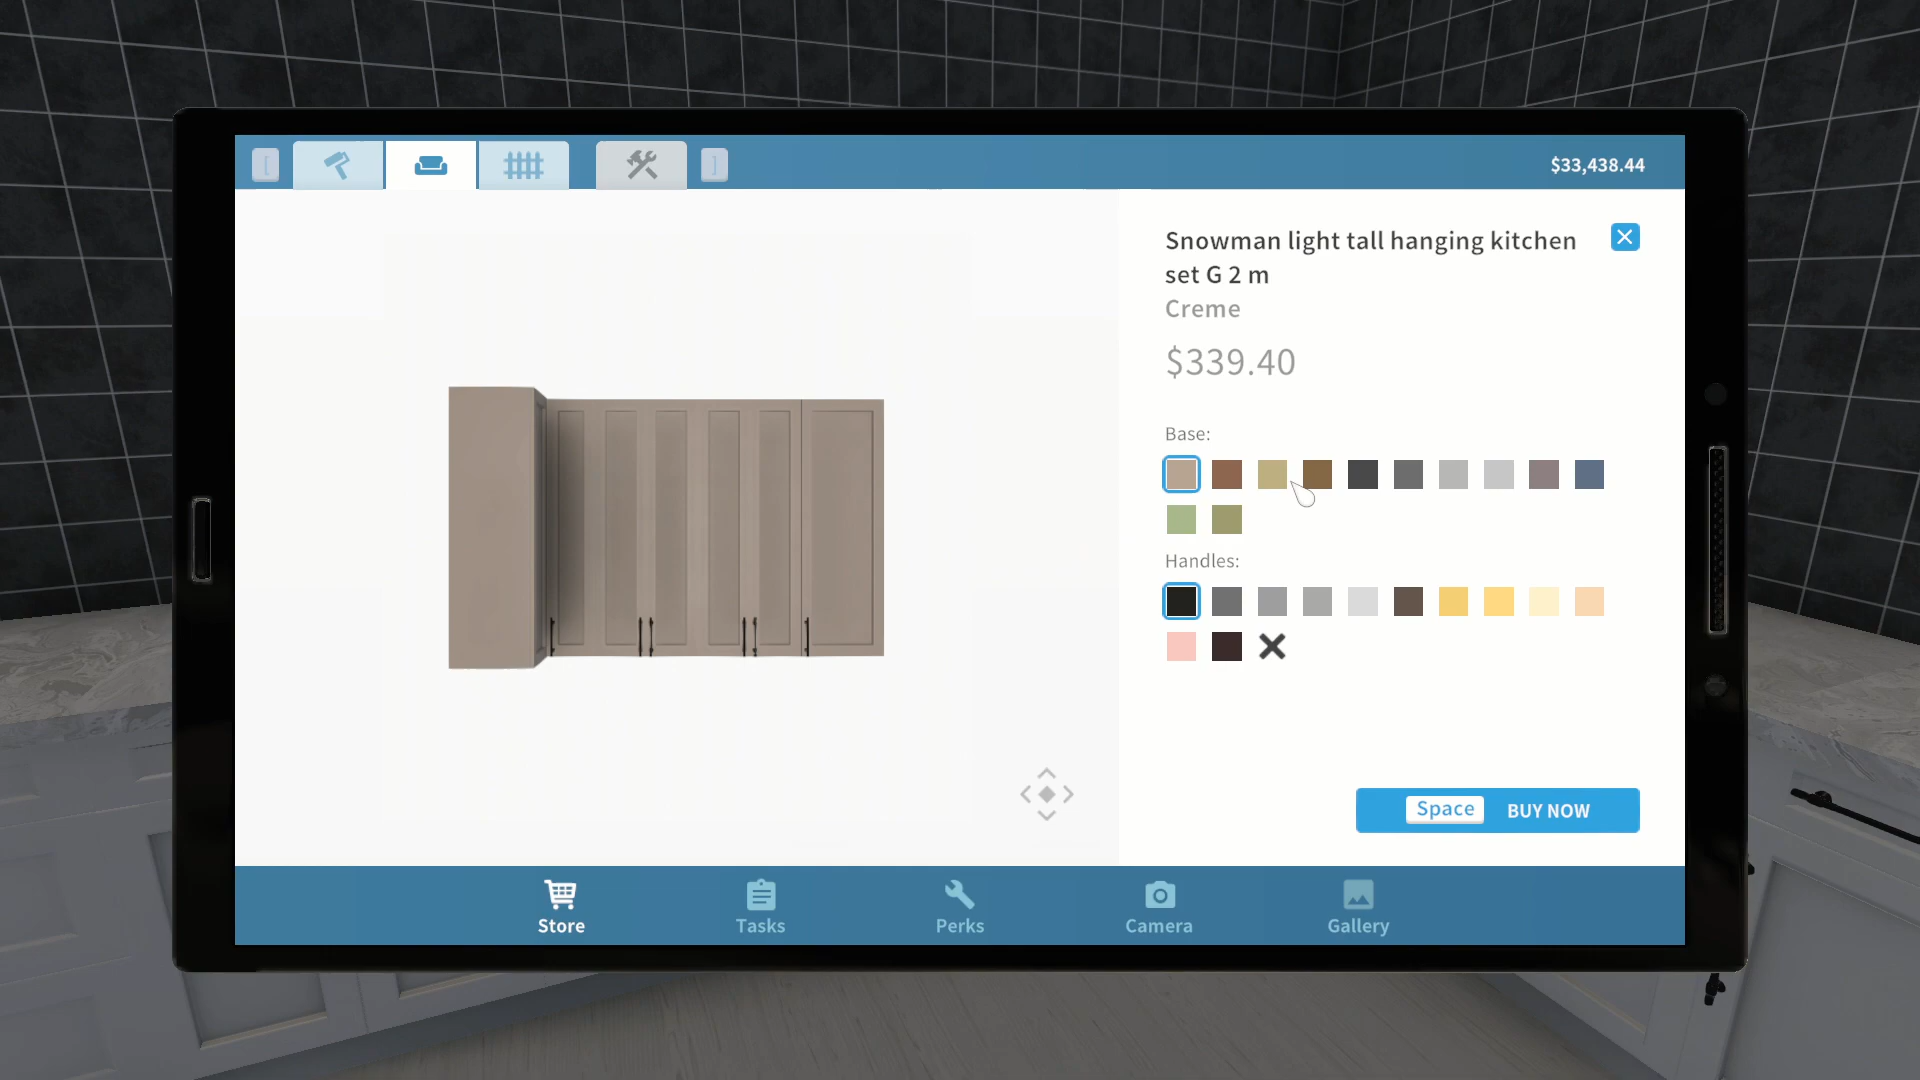 [
]
$33,438.44
Snowman light tall hanging kitchen
set G 2 m
Creme
$339.40
Base:
Handles:
Space BUY NOW
Store
Tasks
Perks
Camera
Gallery